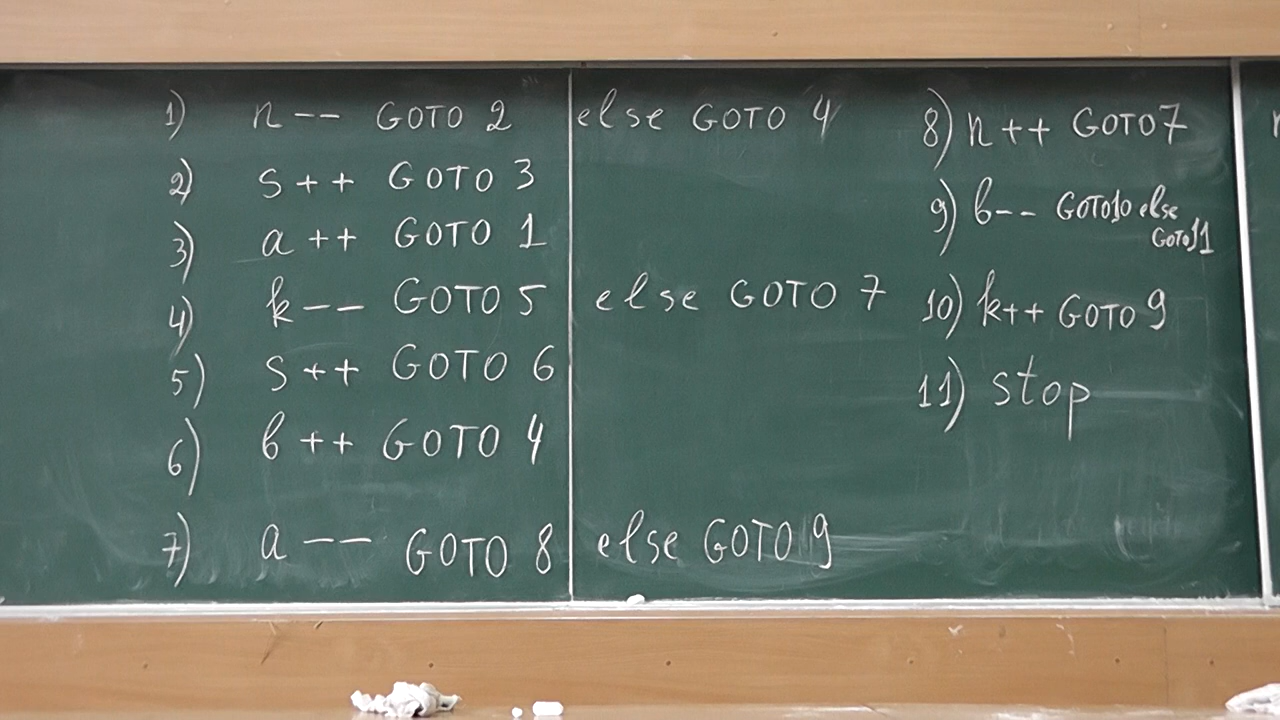 1) n-- GOTO 2 else GOTO 4
2) s++ GOTO 3
3) a++ GOTO 1
4) k-- GOTO 5 else GOTO 7
5) s++ GOTO 6
6) b++ GOTO 4
7) a-- GOTO 8 else GOTO 9
8) n++ GOTO 7
9) b-- GOTO 10 else
GOTO 11
10) k++ GOTO 9
11) stop